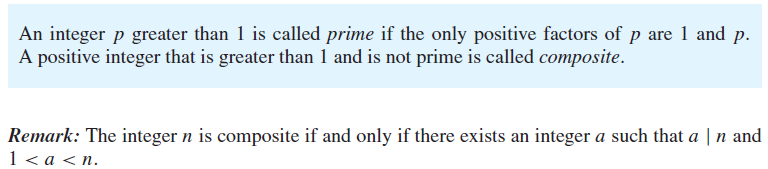 An integer p greater than 1 is called prime if the only positive factors of p are 1 and p.
A positive integer that is greater than 1 and is not prime is called composite.
Remark: The integer n is composite if and only if there exists an integer a such that a | n and
1 < a < n.